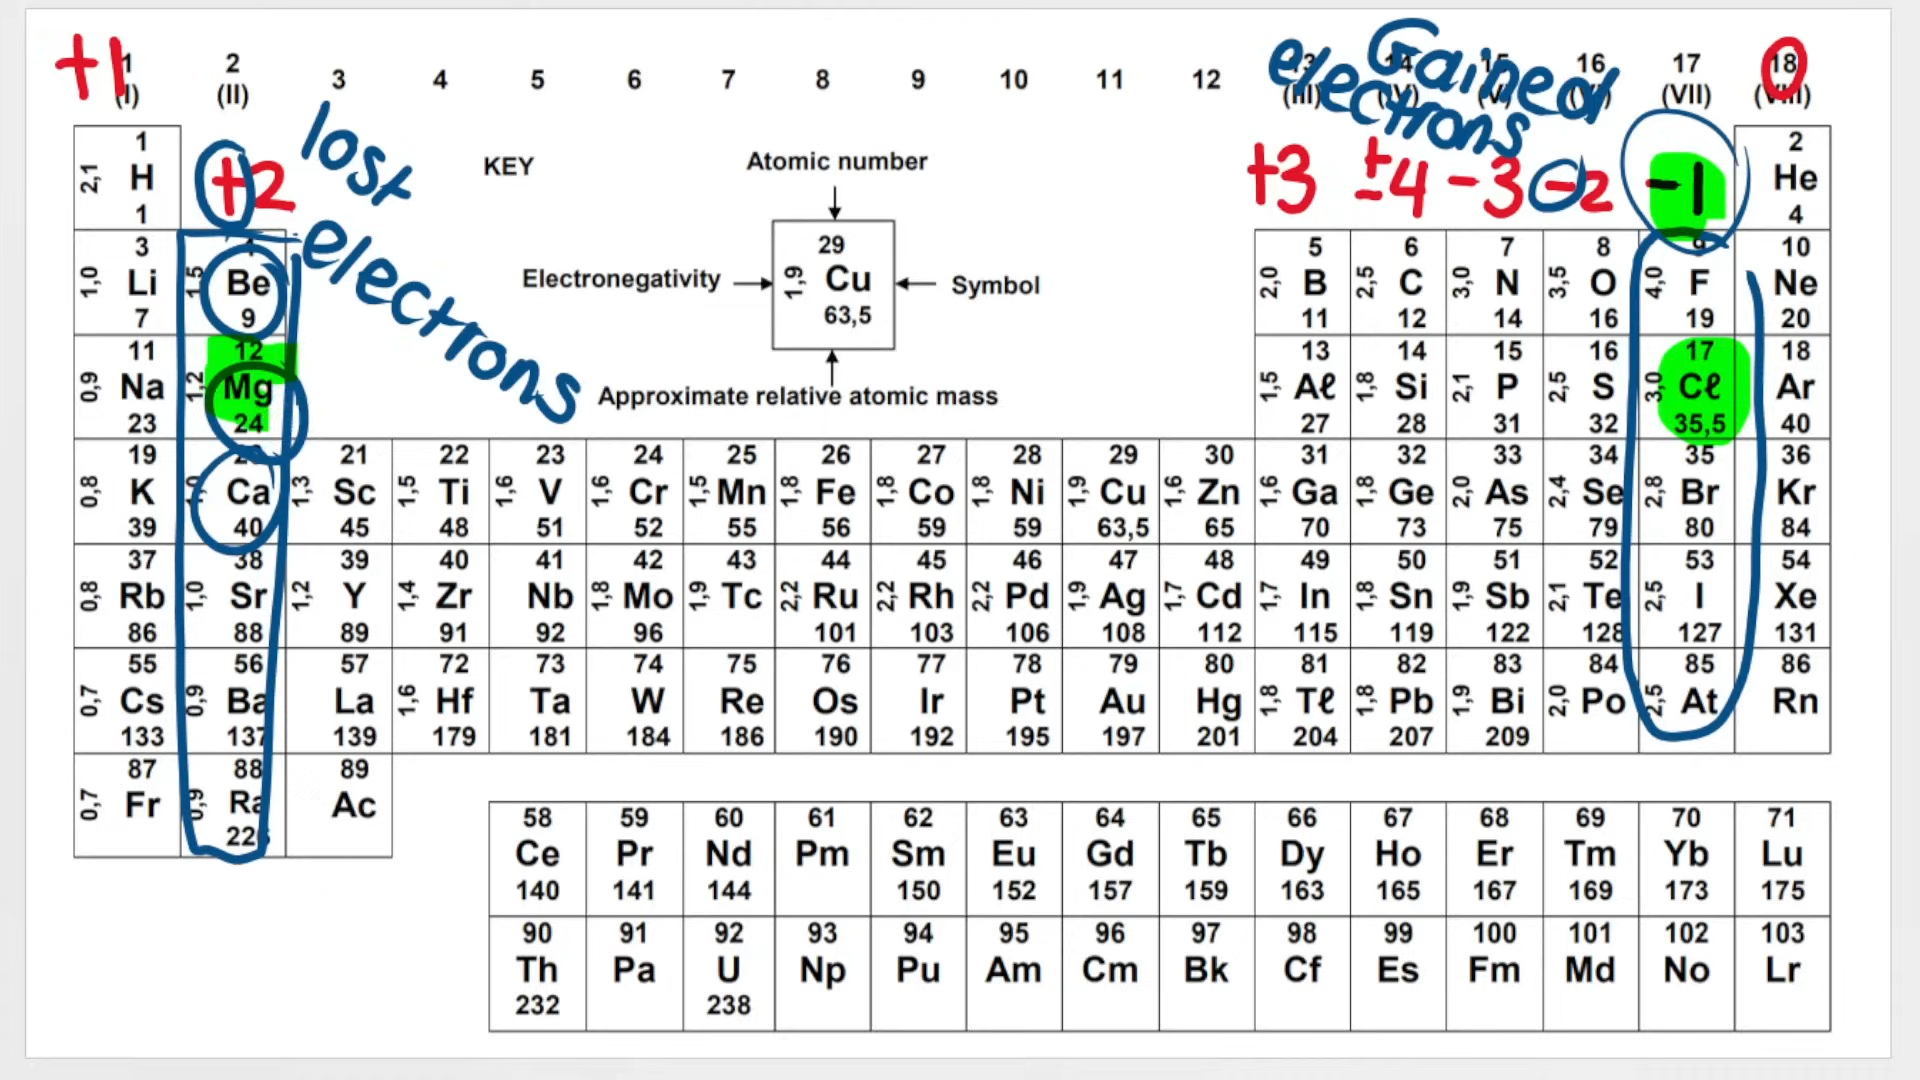 +1 1 2 3 4 5 6 7 8 9 10 11 12 13 14 15 16 17 18 0
(I) (II) (III) (IV) (V) (VI) (VII) (VIII)
Gained
electrons
lost
electrons
+2 +3 ±4 -3 -2 -1
KEY
Atomic number
29
1,9 Cu
63,5
Electronegativity
Symbol
Approximate relative atomic mass
1 2
2,1 H He
1 4
3 4 5 6 7 8 9 10
1,0 Li 1,5 Be 2,0 B 2,5 C 3,0 N 3,5 O 4,0 F Ne
7 9 11 12 14 16 19 20
11 12 13 14 15 16 17 18
0,9 Na 1,2 Mg 1,5 Aℓ 1,8 Si 2,1 P 2,5 S 3,0 Cℓ Ar
23 24 27 28 31 32 35,5 40
19 20 21 22 23 24 25 26 27 28 29 30 31 32 33 34 35 36
0,8 K 1,0 Ca 1,3 Sc 1,5 Ti 1,6 V 1,6 Cr 1,5 Mn 1,8 Fe 1,8 Co 1,8 Ni 1,9 Cu 1,6 Zn 1,6 Ga 1,8 Ge 2,0 As 2,4 Se 2,8 Br Kr
39 40 45 48 51 52 55 56 59 59 63,5 65 70 73 75 79 80 84
37 38 39 40 41 42 43 44 45 46 47 48 49 50 51 52 53 54
0,8 Rb 1,0 Sr 1,2 Y 1,4 Zr Nb 1,8 Mo 1,9 Tc 2,2 Ru 2,2 Rh 2,2 Pd 1,9 Ag 1,7 Cd 1,7 In 1,8 Sn 1,9 Sb 2,1 Te 2,5 I Xe
86 88 89 91 92 96 101 103 106 108 112 115 119 122 128 127 131
55 56 57 72 73 74 75 76 77 78 79 80 81 82 83 84 85 86
0,7 Cs 0,9 Ba La 1,6 Hf Ta W Re Os Ir Pt Au Hg 1,8 Tℓ 1,8 Pb 1,9 Bi 2,0 Po 2,5 At Rn
133 137 139 179 181 184 186 190 192 195 197 201 204 207 209
87 88 89
0,7 Fr 0,9 Ra Ac
226
58 59 60 61 62 63 64 65 66 67 68 69 70 71
Ce Pr Nd Pm Sm Eu Gd Tb Dy Ho Er Tm Yb Lu
140 141 144 150 152 157 159 163 165 167 169 173 175
90 91 92 93 94 95 96 97 98 99 100 101 102 103
Th Pa U Np Pu Am Cm Bk Cf Es Fm Md No Lr
232 238